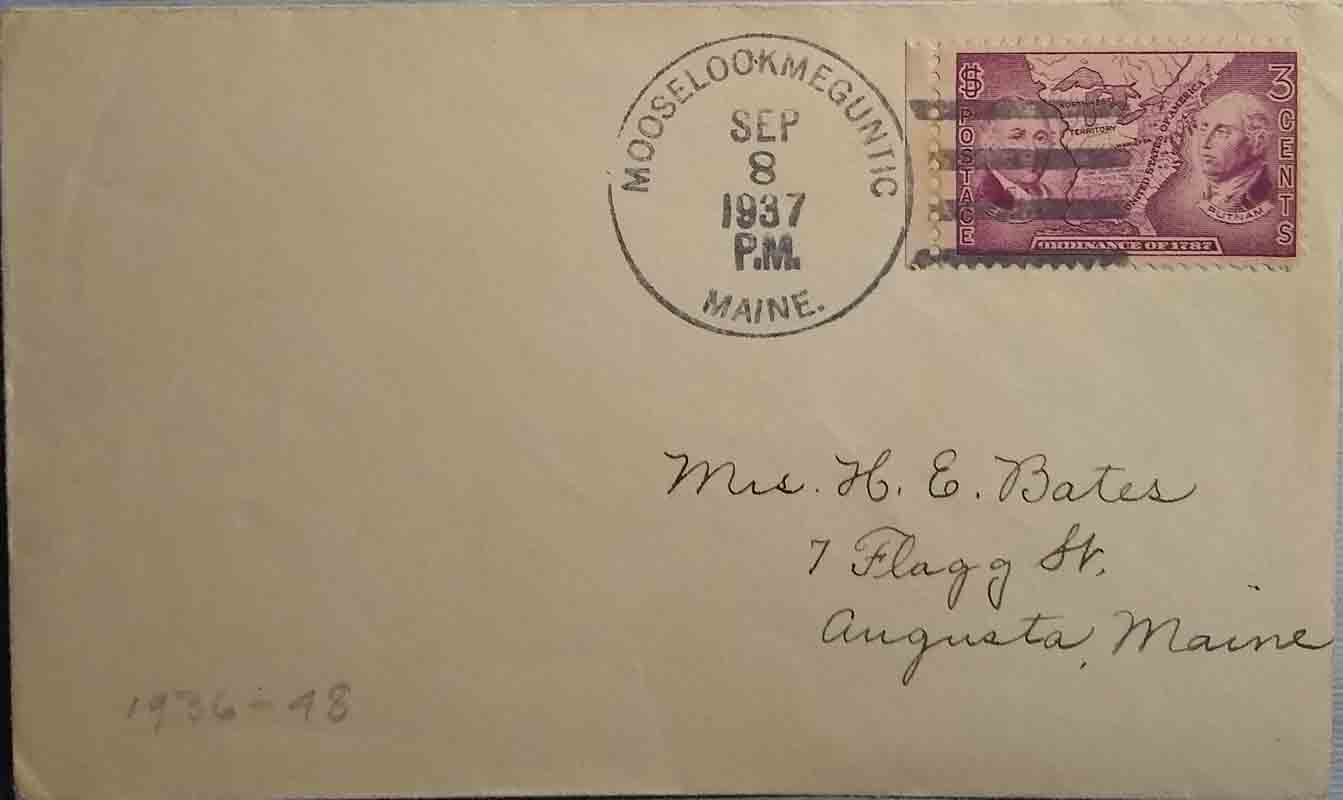 MOOSELOOKMEGUNTIC
SEP
8
1937
P.M.
MAINE.
$ POSTAGE
3 CENTS
TERRITORY
UNITED STATES OF AMERICA
PUTNAM
ORDINANCE OF 1787
Mrs. H. E. Bates
7 Flagg St.
Augusta, Maine
1936-48